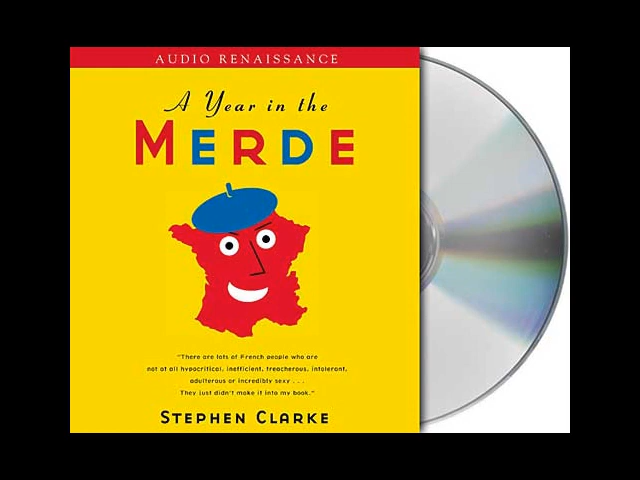 AUDIO RENAISSANCE
A Year in the
MERDE
"There are lots of French people who are
not at all hypocritical, inefficient, treacherous, intolerant,
adulterous or incredibly sexy . . .
They just didn't make it into my book."
STEPHEN CLARKE